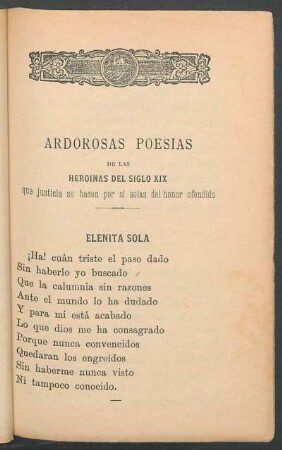 ARDOROSAS POESIAS
DE LAS
HEROINAS DEL SIGLO XIX
que justicia se hacen por si solas del honor ofendido
ELENITA SOLA
¡Ha! cuán triste el paso dado
Sin haberlo yo buscado
Que la calumnia sin razones
Ante el mundo lo ha dudado
Y para mi está acabado
Lo que dios me ha consagrado
Porque nunca convencidos
Quedaran los engreidos
Sin haberme nunca visto
Ni tampoco conocido.